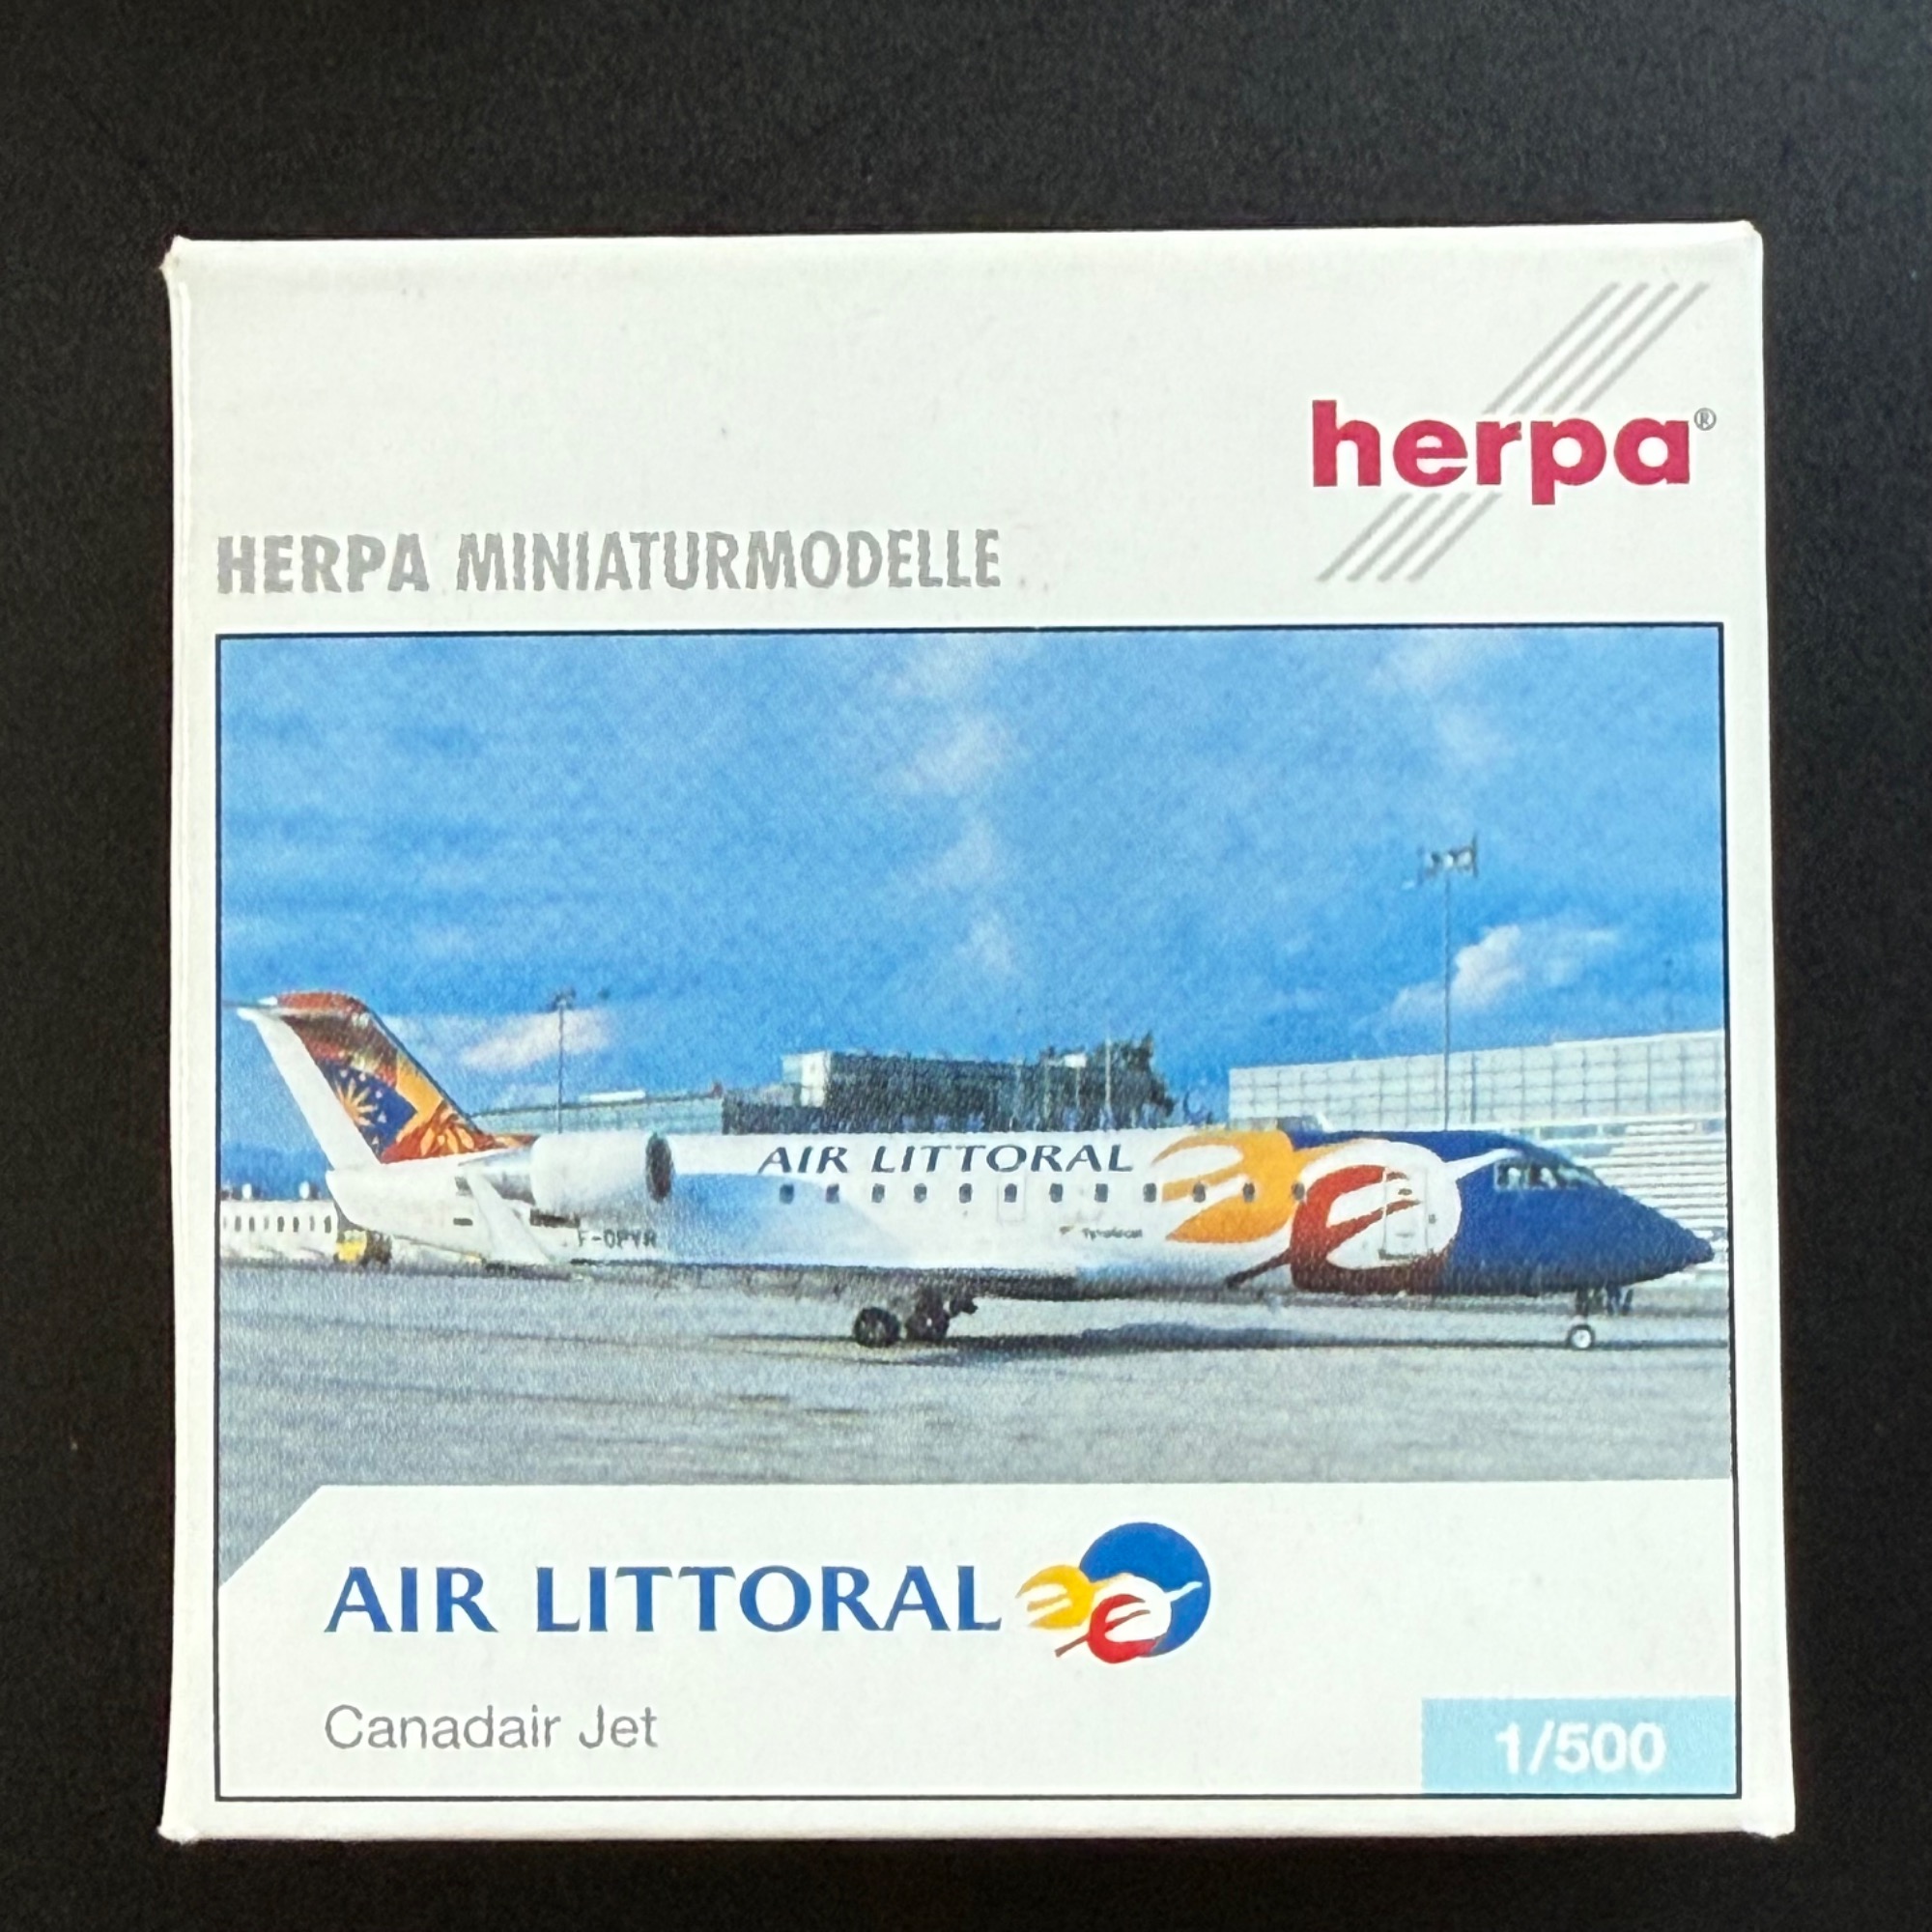 herpa®
HERPA MINIATURMODELLE
AIR LITTORAL
AIR LITTORAL
Canadair Jet
1/500